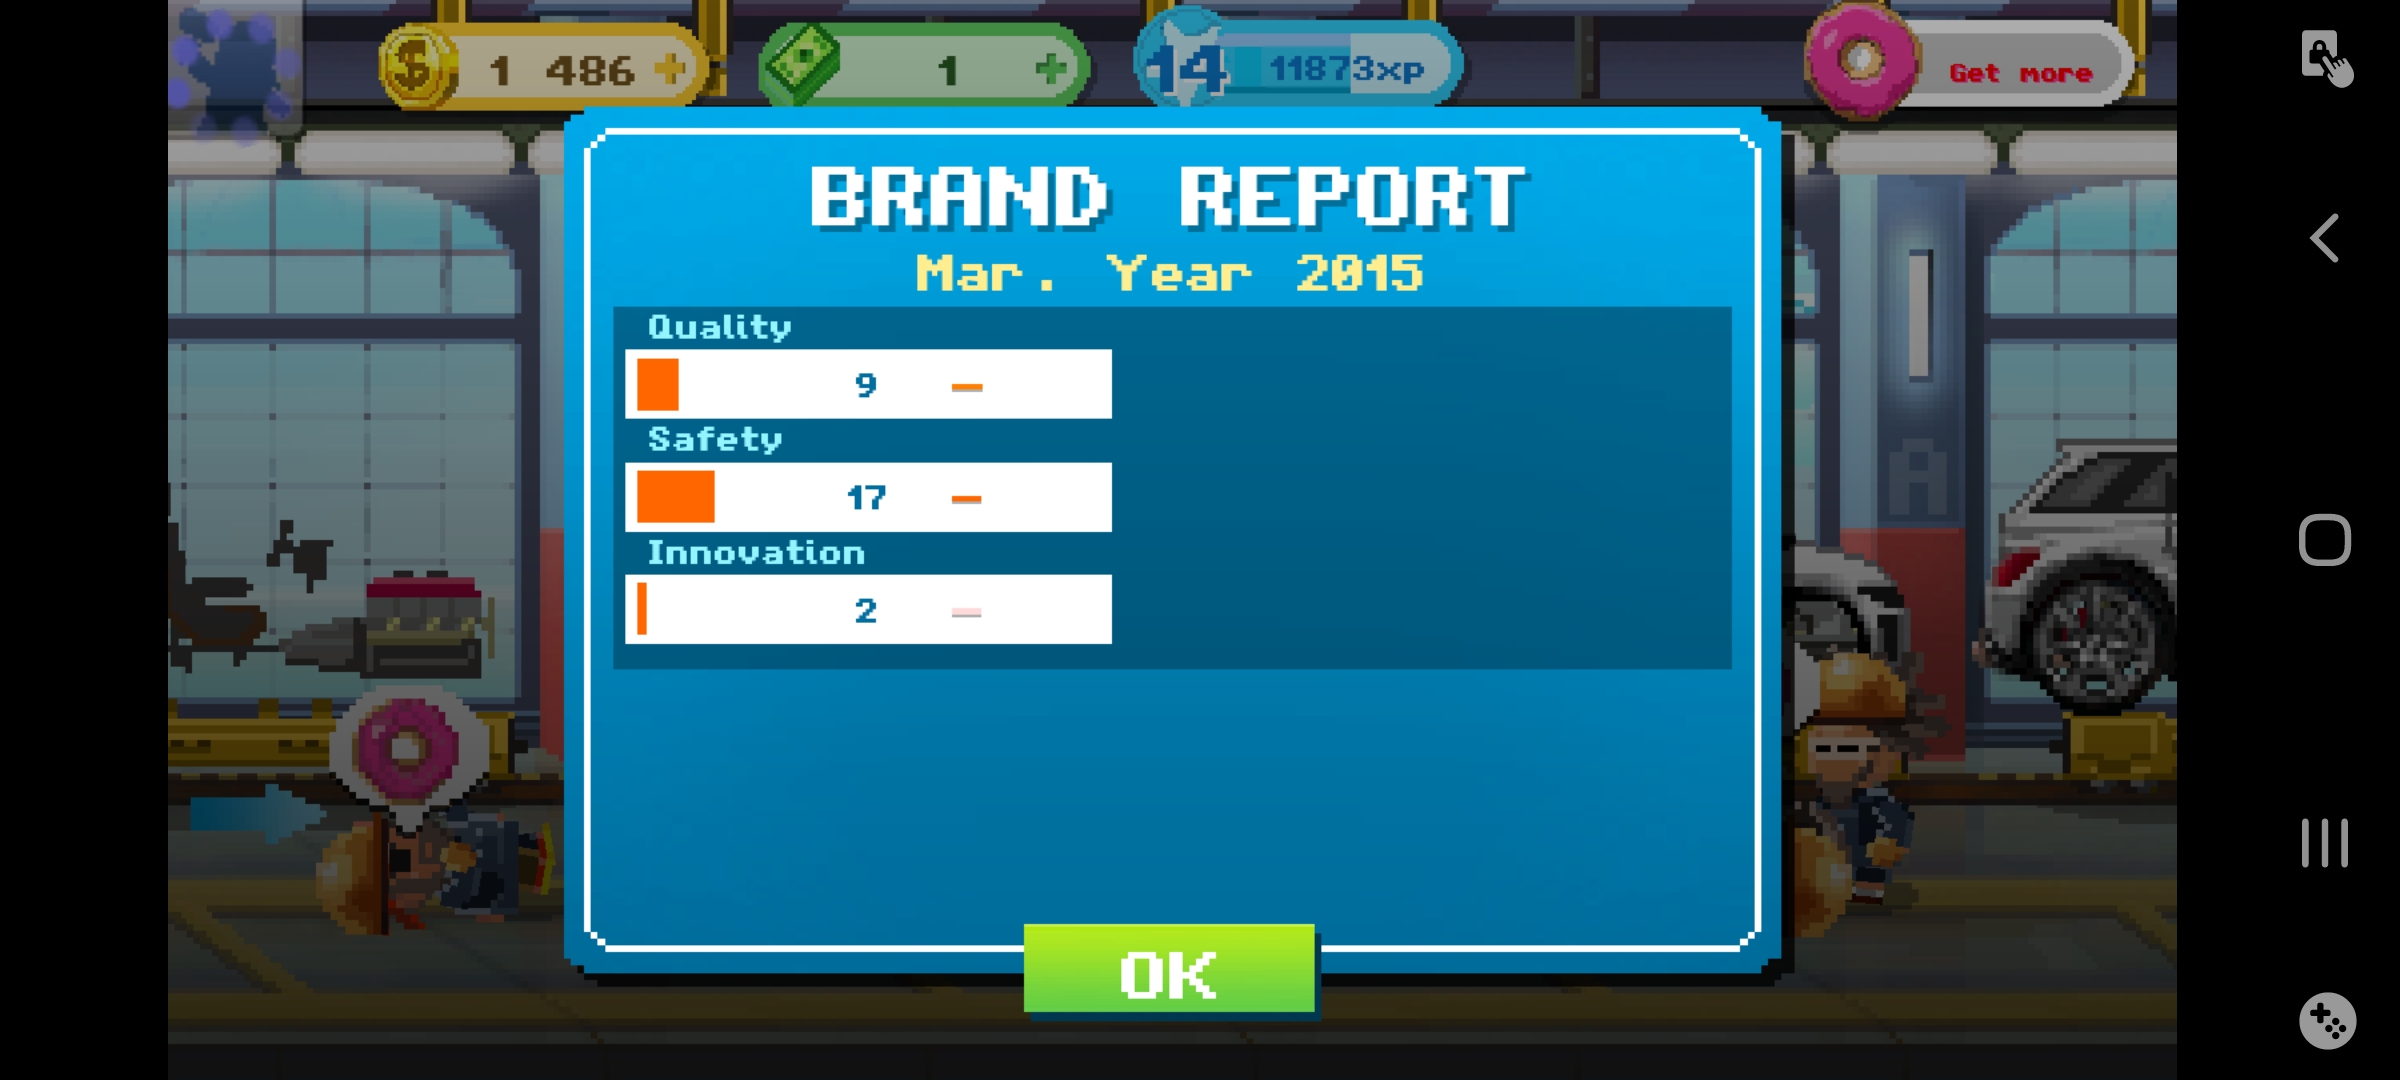 1 486 +
1 +
14 11873xp
Get more
BRAND REPORT
Mar. Year 2015
Quality
9 –
Safety
17 –
Innovation
2 –
A
OK